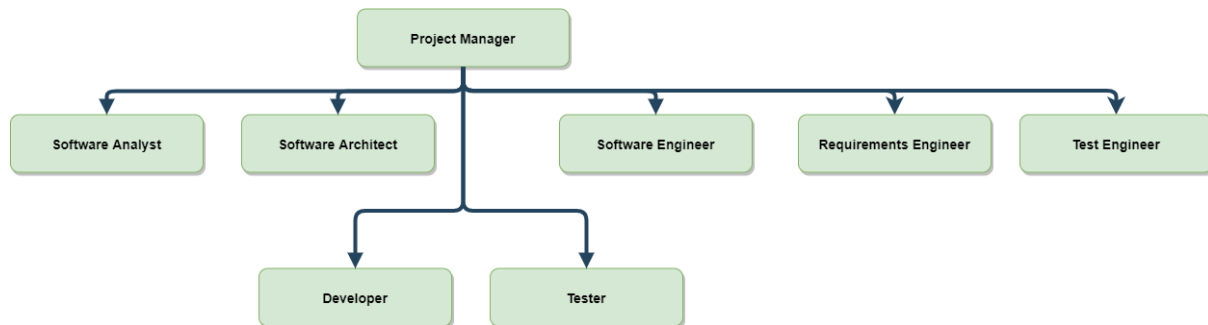 Project Manager
Software Analyst
Software Architect
Software Engineer
Requirements Engineer
Test Engineer
Developer
Tester